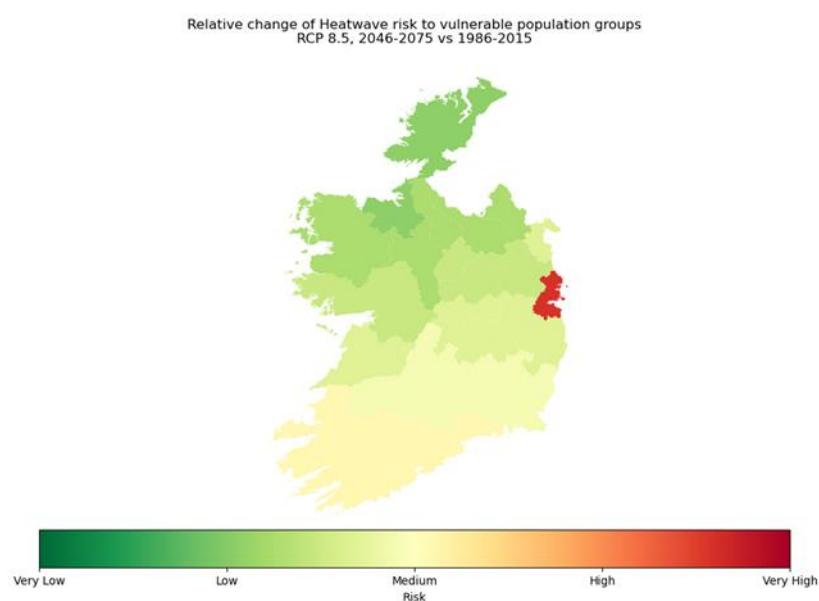 Relative change of Heatwave risk to vulnerable population groups
RCP 8.5, 2046-2075 vs 1986-2015
Very Low
Low
Medium
High
Very High
Risk